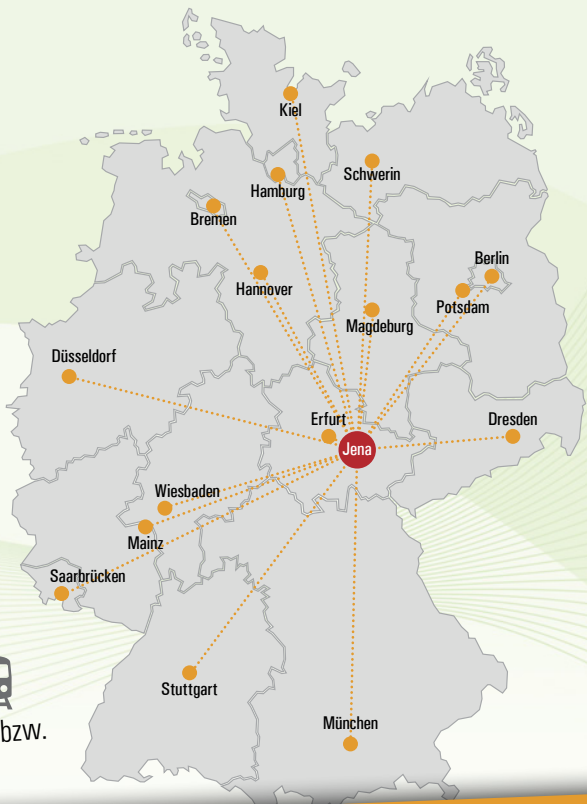 Kiel
Schwerin
Hamburg
Bremen
Berlin
Hannover
Potsdam
Magdeburg
Düsseldorf
Erfurt
Dresden
Jena
Wiesbaden
Mainz
Saarbrücken
Stuttgart
München
bzw.